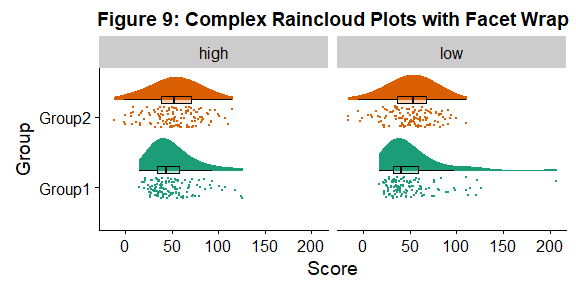 Figure 9: Complex Raincloud Plots with Facet Wrap
high low
Group
Group2
Group1
0 50 100 150 200 0 50 100 150 200
Score